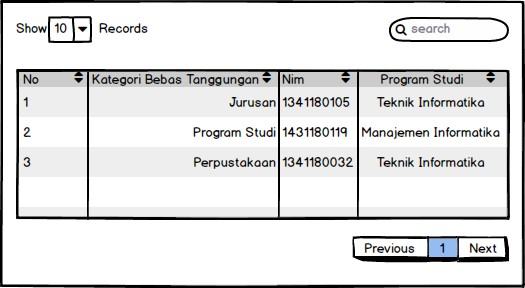 Show 10 Records search
No Kategori Bebas Tanggungan Nim Program Studi
1 Jurusan 1341180105 Teknik Informatika
2 Program Studi 1431180119 Manajemen Informatika
3 Perpustakaan 1341180032 Teknik Informatika
Previous 1 Next